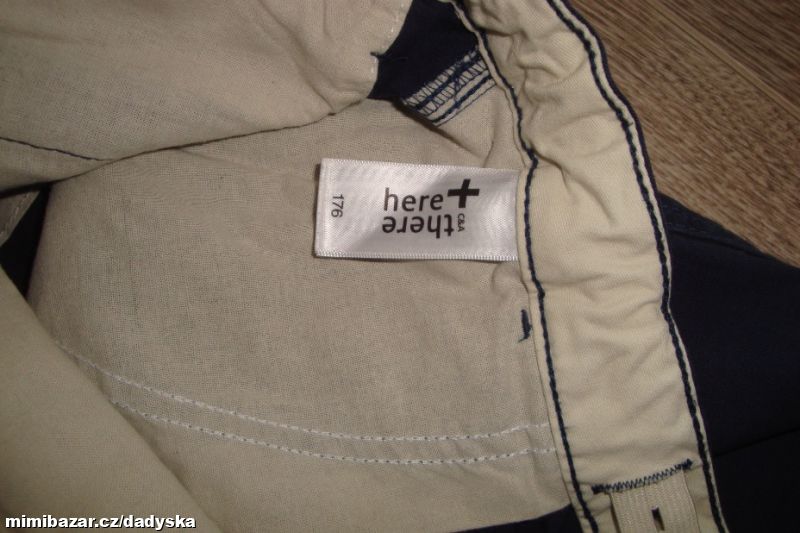 here +
there
C&A
176
mimibazar.cz/dadyska